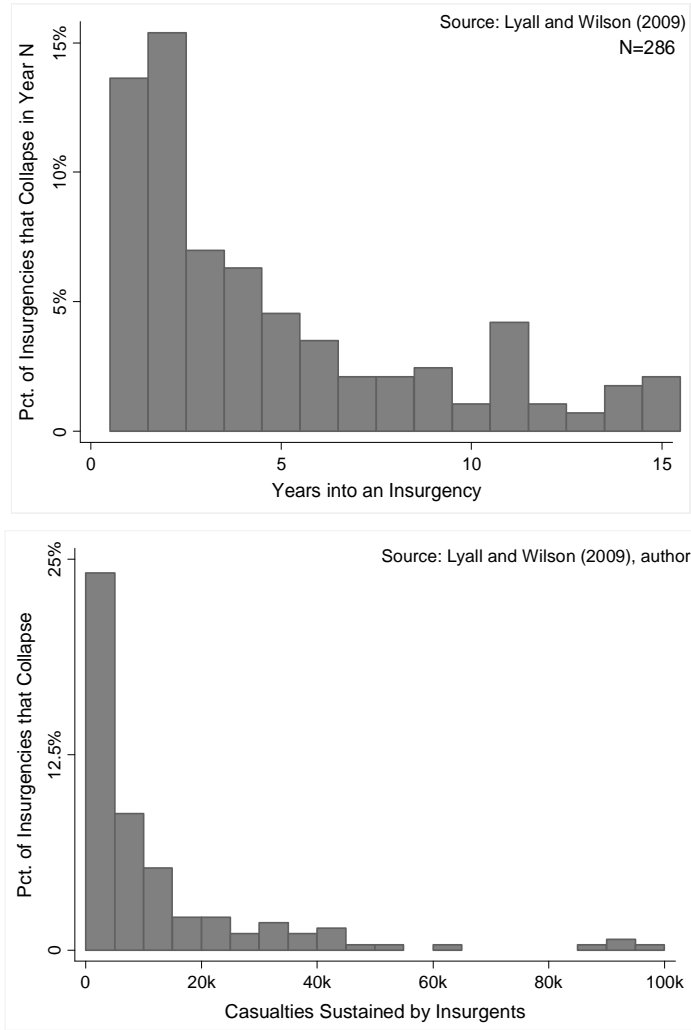 Source: Lyall and Wilson (2009)
N=286
Pct. of Insurgencies that Collapse in Year N
15%
10%
5%
0
0 5 10 15
Years into an Insurgency
Source: Lyall and Wilson (2009), author
Pct. of Insurgencies that Collapse
25%
12.5%
0
0 20k 40k 60k 80k 100k
Casualties Sustained by Insurgents